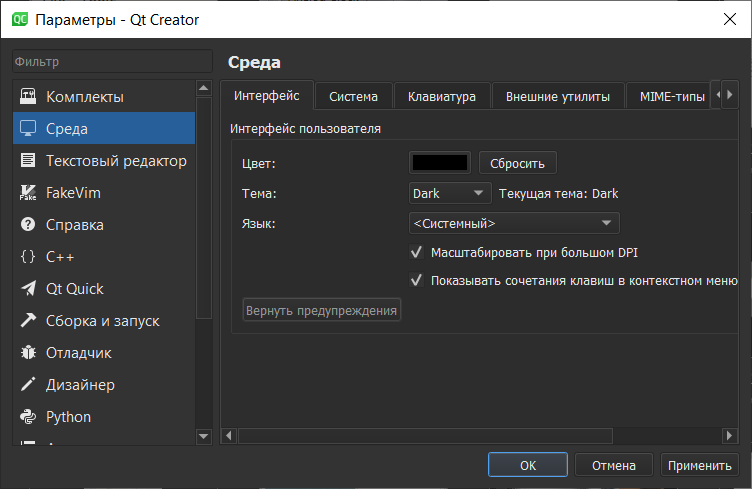 Параметры - Qt Creator
Фильтр
Комплекты
Среда
Текстовый редактор
FakeVim
Справка
C++
Qt Quick
Сборка и запуск
Отладчик
Дизайнер
Python
Среда
Интерфейс Система Клавиатура Внешние утилиты MIME-типы
Интерфейс пользователя
Цвет: Сбросить
Тема: Dark Текущая тема: Dark
Язык: <Системный>
Масштабировать при большом DPI
Показывать сочетания клавиш в контекстном меню
Вернуть предупреждения
OK Отмена Применить